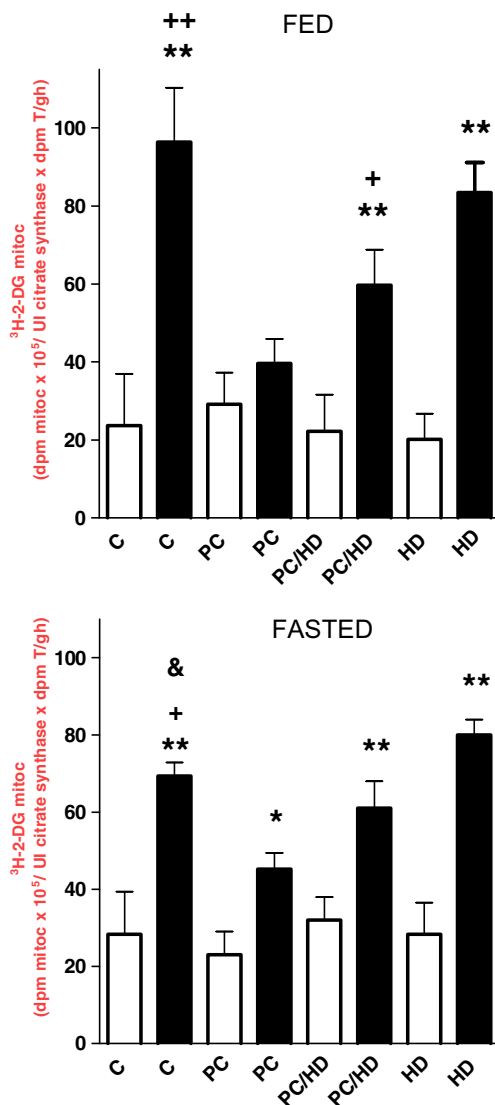 FED
++
**
**
+
**
100
80
60
40
20
0
³H-2-DG mitoc
(dpm mitoc x 10⁵/ UI citrate synthase x dpm T/gh)
C
C
PC
PC
PC/HD
PC/HD
HD
HD
FASTED
&
+
**
*
**
**
100
80
60
40
20
0
³H-2-DG mitoc
(dpm mitoc x 10⁵/ UI citrate synthase x dpm T/gh)
C
C
PC
PC
PC/HD
PC/HD
HD
HD